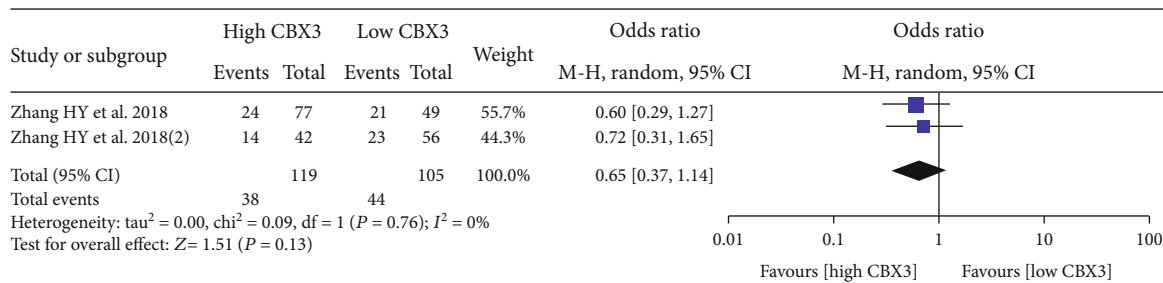 Study or subgroup High CBX3 Low CBX3 Weight Odds ratio Odds ratio
Events Total Events Total M-H, random, 95% CI M-H, random, 95% CI
Zhang HY et al. 2018 24 77 21 49 55.7% 0.60 [0.29, 1.27]
Zhang HY et al. 2018(2) 14 42 23 56 44.3% 0.72 [0.31, 1.65]
Total (95% CI) 119 105 100.0% 0.65 [0.37, 1.14]
Total events 38 44
Heterogeneity: tau² = 0.00, chi² = 0.09, df = 1 (P = 0.76); I² = 0%
Test for overall effect: Z= 1.51 (P = 0.13)
0.01 0.1 1 10 100
Favours [high CBX3] Favours [low CBX3]